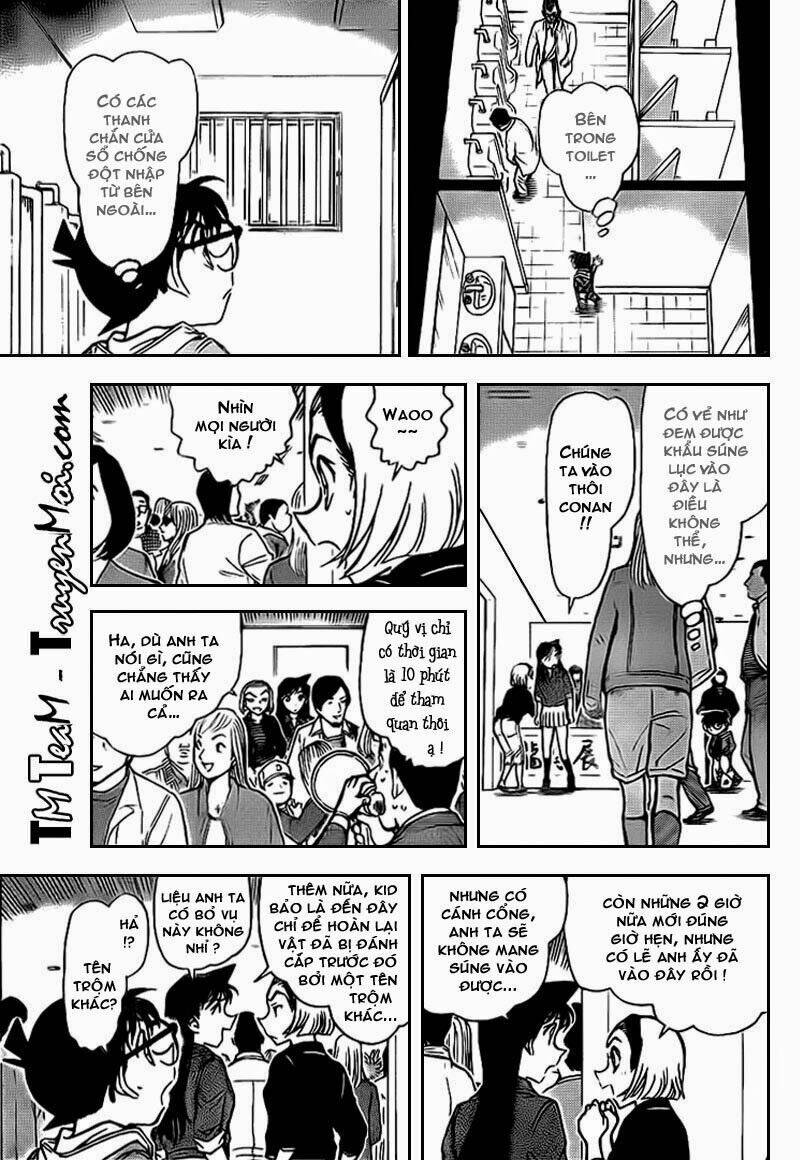 BÊN
TRONG
TOILET
...
CÓ CÁC
THANH
CHẮN CỬA
SỔ CHỐNG
ĐỘT NHẬP
TỪ BÊN
NGOÀI...
CÓ VẺ NHƯ
ĐEM ĐƯỢC
KHẨU SÚNG
LỤC VÀO
ĐÂY LÀ
ĐIỀU
KHÔNG
THỂ,
NHƯNG...
CHÚNG
TA VÀO
THÔI
CONAN
!!
WAOO
~~
NHÌN
MỌI NGƯỜI
KÌA !
Quý vị chỉ
có thời gian
là 10 phút
để tham
quan thôi
ạ !
HA, DÙ ANH TA
NÓI GÌ, CŨNG
CHẲNG THẤY
AI MUỐN RA
CẢ...
CÒN NHỮNG 2 GIỜ
NỮA MỚI ĐÚNG
GIỜ HẸN, NHƯNG
CÓ LẼ ANH ẤY ĐÃ
VÀO ĐÂY RỒI !
NHƯNG CÓ
CÁNH CỔNG,
ANH TA SẼ
KHÔNG MANG
SÚNG VÀO
ĐƯỢC...
THÊM NỮA, KID
BẢO LÀ ĐẾN ĐÂY
CHỈ ĐỂ HOÀN LẠI
VẬT ĐÃ BỊ ĐÁNH
CẮP TRƯỚC ĐÓ
BỞI MỘT TÊN
TRỘM
KHÁC...
LIỆU ANH TA
CÓ BỎ VỤ
NÀY KHÔNG
NHỈ ?
HẢ
!?
TÊN
TRỘM
KHÁC?
TM TeaM - TruyenMoi.com
展